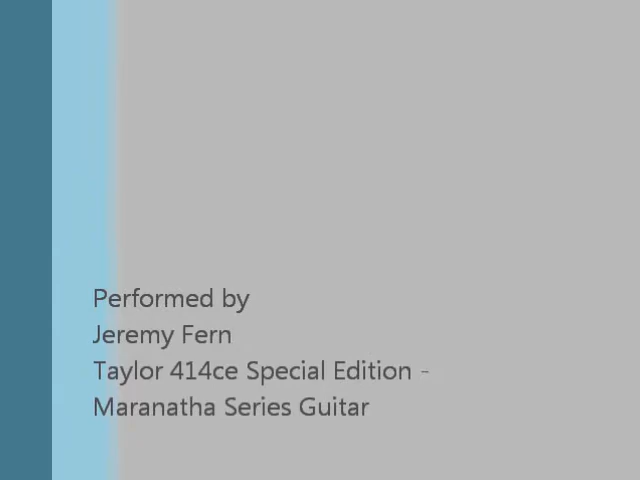 Performed by
Jeremy Fern
Taylor 414ce Special Edition -
Maranatha Series Guitar